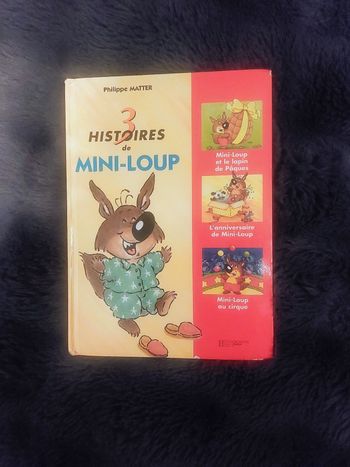 Philippe MATTER
3
HISTOIRES
de
MINI-LOUP
Mini-Loup
et le lapin
de Pâques
L'anniversaire
de Mini-Loup
Mini-Loup
au cirque